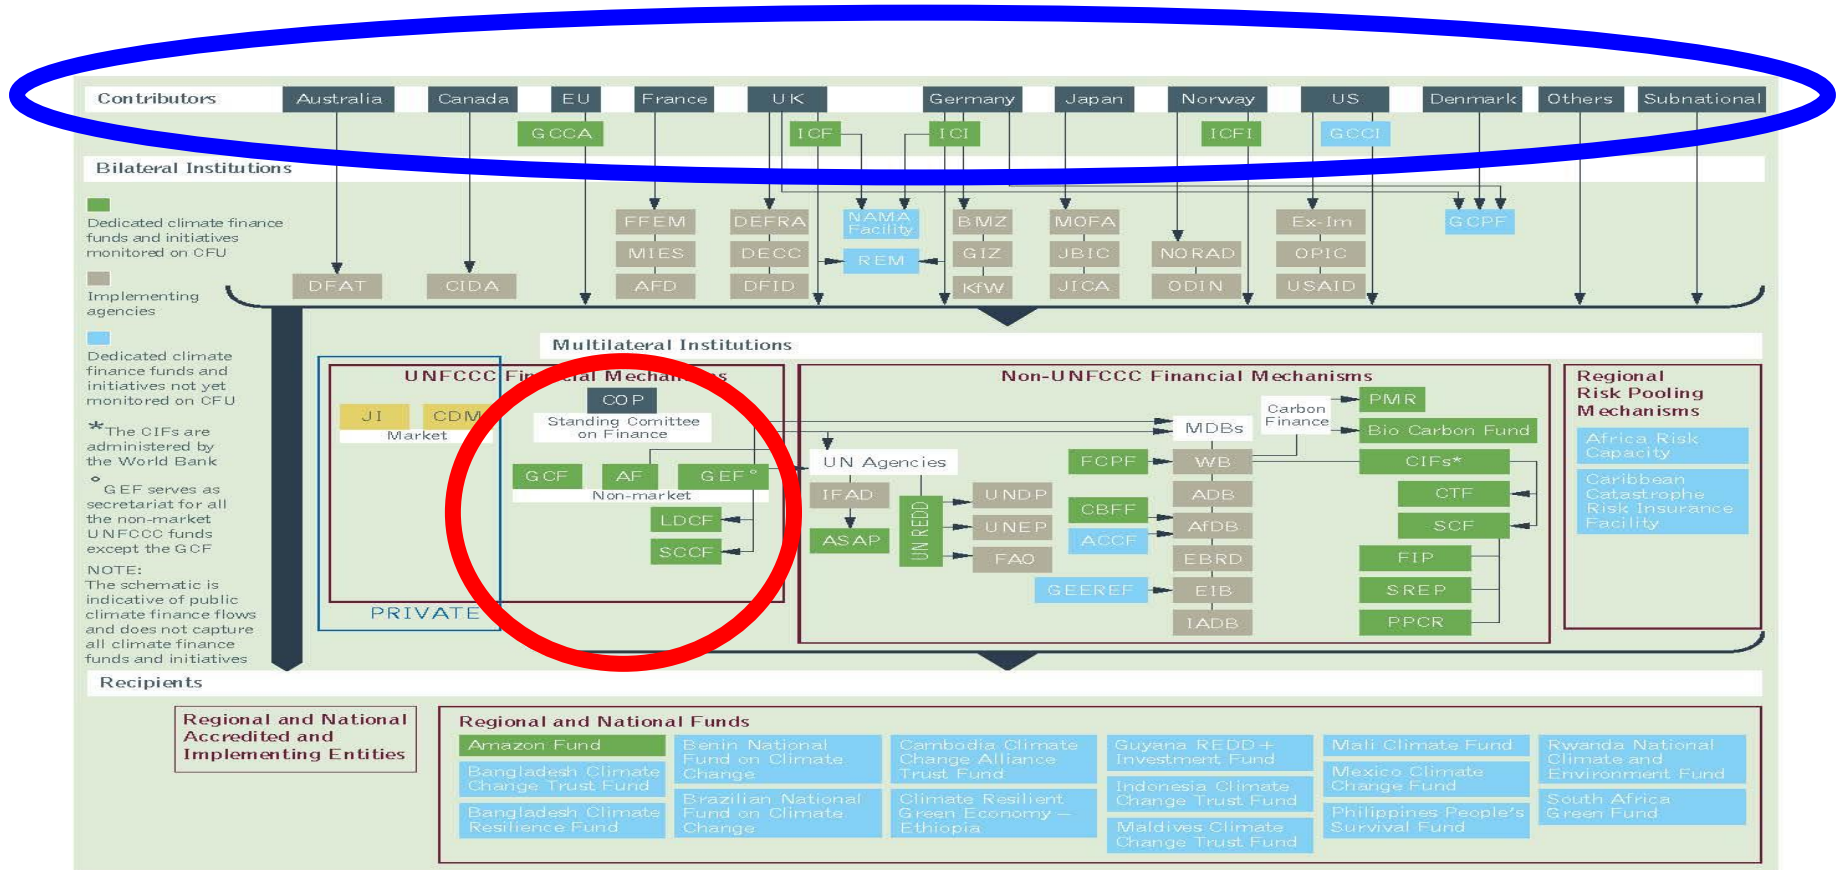 Contributors Australia Canada EU France UK Germany Japan Norway US Denmark Others Subnational
GCCA ICF ICI ICFI GCCI
Bilateral Institutions
Dedicated climate finance
funds and initiatives
monitored on CFU
Implementing
agencies
Dedicated climate
finance funds and
initiatives not yet
monitored on CFU
*The CIFs are
administered by
the World Bank
°GEF serves as
secretariat for all
the non-market
UNFCCC funds
except the GCF
NOTE:
The schematic is
indicative of public
climate finance flows
and does not capture
all climate finance
funds and initiatives
FFEM DEFRA NAMA BMZ MOFA Ex-Im GCPF
Facility
MIES DECC REM GIZ JBIC NORAD OPIC
DFAT CIDA AFD DFID KfW JICA ODIN USAID
Multilateral Institutions
UNFCCC Financial Mechanisms
JI CDM
Market
COP
Standing Comittee
on Finance
GCF AF GEF°
Non-market
LDCF
SCCF
PRIVATE
Non-UNFCCC Financial Mechanisms
UN Agencies
IFAD
ASAP
UN REDD
UNDP
UNEP
FAO
MDBs
FCPF WB
ADB
CBFF AfDB
ACCF
EBRD
GEEREF EIB
IADB
Carbon
Finance
PMR
Bio Carbon Fund
CIFs*
CTF
SCF
FIP
SREP
PPCR
Regional
Risk Pooling
Mechanisms
Africa Risk
Capacity
Caribbean
Catastrophe
Risk Insurance
Facility
Recipients
Regional and National
Accredited and
Implementing Entities
Regional and National Funds
Amazon Fund
Bangladesh Climate
Change Trust Fund
Bangladesh Climate
Resilience Fund
Benin National
Fund on Climate
Change
Brazilian National
Fund on Climate
Change
Cambodia Climate
Change Alliance
Trust Fund
Climate Resilient
Green Economy –
Ethiopia
Guyana REDD+
Investment Fund
Indonesia Climate
Change Trust Fund
Maldives Climate
Change Trust Fund
Mali Climate Fund
Mexico Climate
Change Fund
Philippines People's
Survival Fund
Rwanda National
Climate and
Environment Fund
South Africa
Green Fund